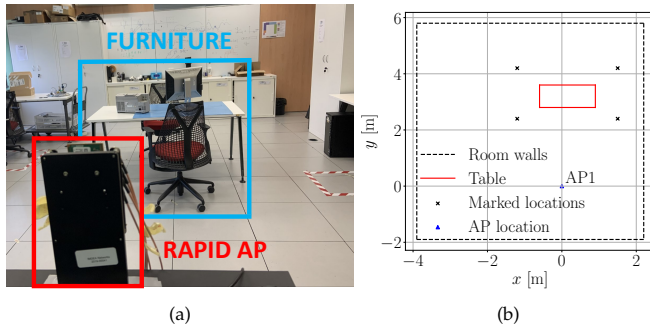 FURNITURE
RAPID AP
(a)
6
4
2
0
−2
y [m]
Room walls
Table
Marked locations
AP location
AP1
−4
−2
0
2
x [m]
(b)